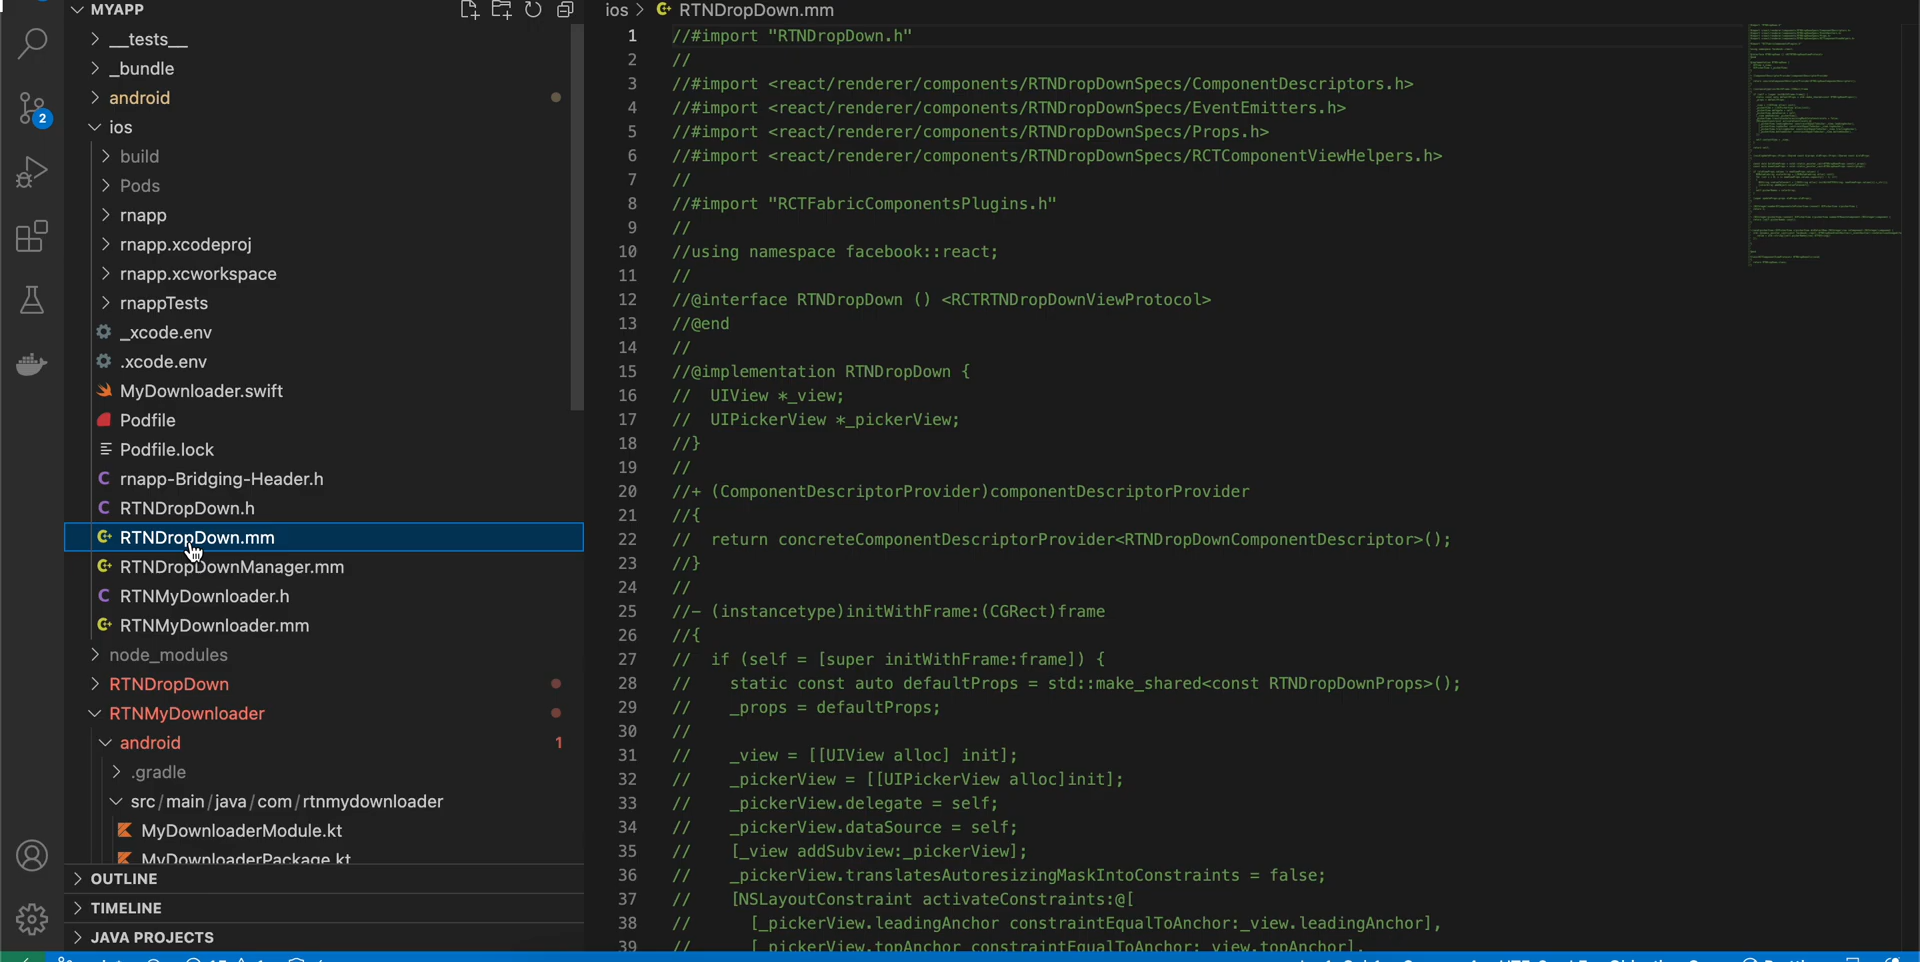 MYAPP
__tests__
_bundle
android
ios
build
Pods
rnapp
rnapp.xcodeproj
rnapp.xcworkspace
rnappTests
_xcode.env
.xcode.env
MyDownloader.swift
Podfile
Podfile.lock
rnapp-Bridging-Header.h
RTNDropDown.h
RTNDropDown.mm
RTNDropDownManager.mm
RTNMyDownloader.h
RTNMyDownloader.mm
node_modules
RTNDropDown
RTNMyDownloader
android 1
.gradle
src/main/java/com/rtnmydownloader
MyDownloaderModule.kt
MyDownloaderPackage.kt
OUTLINE
TIMELINE
JAVA PROJECTS
2
ios > RTNDropDown.mm
1 //#import "RTNDropDown.h"
2 //
3 //#import <react/renderer/components/RTNDropDownSpecs/ComponentDescriptors.h>
4 //#import <react/renderer/components/RTNDropDownSpecs/EventEmitters.h>
5 //#import <react/renderer/components/RTNDropDownSpecs/Props.h>
6 //#import <react/renderer/components/RTNDropDownSpecs/RCTComponentViewHelpers.h>
7 //
8 //#import "RCTFabricComponentsPlugins.h"
9 //
10 //using namespace facebook::react;
11 //
12 //@interface RTNDropDown () <RCTRTNDropDownViewProtocol>
13 //@end
14 //
15 //@implementation RTNDropDown {
16 // UIView *_view;
17 // UIPickerView *_pickerView;
18 //}
19 //
20 //+ (ComponentDescriptorProvider)componentDescriptorProvider
21 //{
22 // return concreteComponentDescriptorProvider<RTNDropDownComponentDescriptor>();
23 //}
24 //
25 //- (instancetype)initWithFrame:(CGRect)frame
26 //{
27 // if (self = [super initWithFrame:frame]) {
28 // static const auto defaultProps = std::make_shared<const RTNDropDownProps>();
29 // _props = defaultProps;
30 //
31 // _view = [[UIView alloc] init];
32 // _pickerView = [[UIPickerView alloc]init];
33 // _pickerView.delegate = self;
34 // _pickerView.dataSource = self;
35 // [_view addSubview:_pickerView];
36 // _pickerView.translatesAutoresizingMaskIntoConstraints = false;
37 // [NSLayoutConstraint activateConstraints:@[
38 // [_pickerView.leadingAnchor constraintEqualToAnchor:_view.leadingAnchor],
39 // [_pickerView.topAnchor constraintEqualToAnchor:_view.topAnchor],